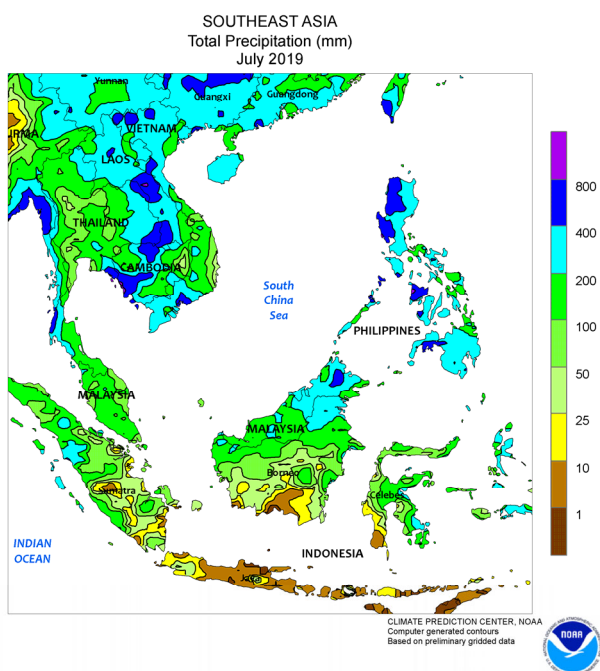 SOUTHEAST ASIA
Total Precipitation (mm)
July 2019
Yunnan
Guangxi
Guangdong
IRMA
VIETNAM
LAOS
THAILAND
CAMBODIA
South
China
Sea
PHILIPPINES
MALAYSIA
MALAYSIA
Borneo
Sumatra
Celebes
INDIAN
OCEAN
INDONESIA
Java
800
400
200
100
50
25
10
1
CLIMATE PREDICTION CENTER, NOAA
Computer generated contours
Based on preliminary gridded data
NOAA